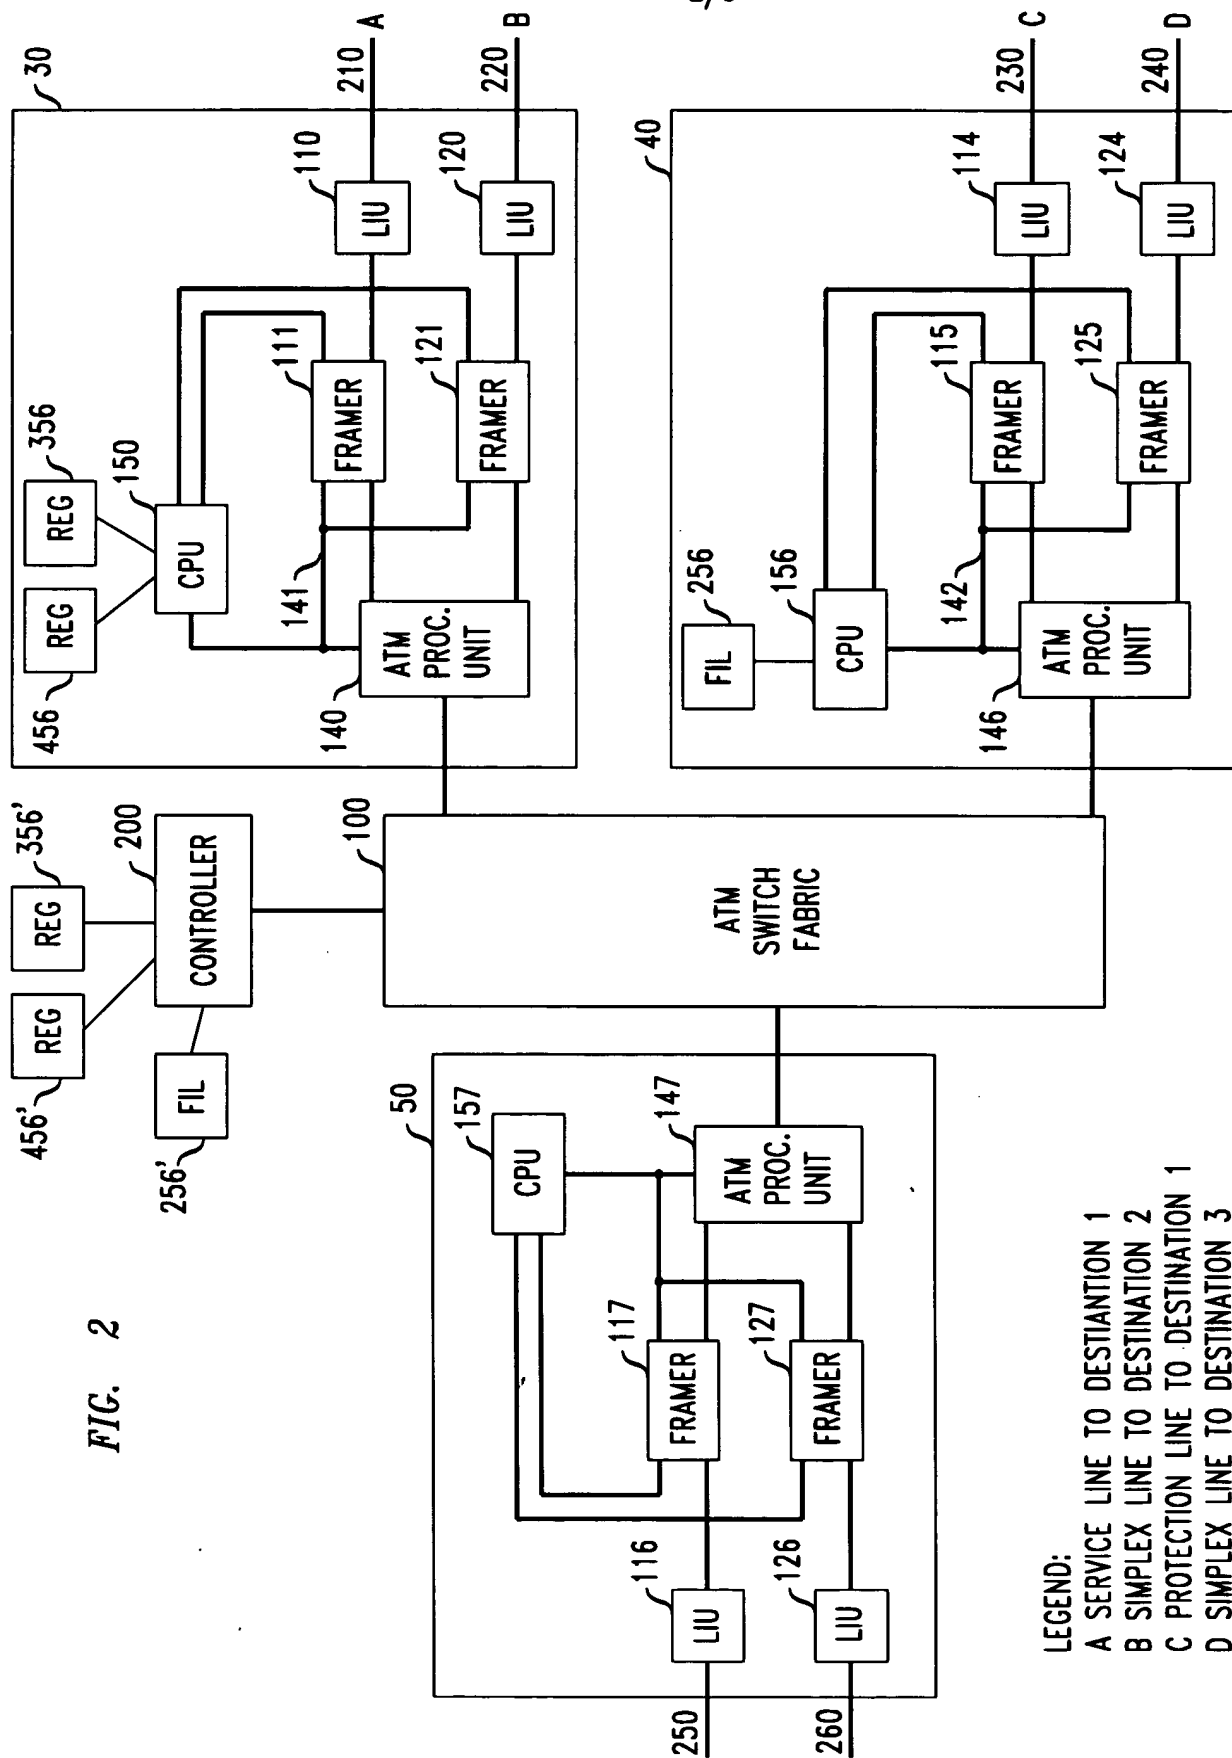 FIG. 2
456'
REG
REG
356'
256'
FIL
CONTROLLER
200
100
ATM
SWITCH
FABRIC
30
456
REG
REG
356
CPU
150
141
140
ATM
PROC.
UNIT
FRAMER
111
FRAMER
121
LIU
110
LIU
120
210
A
220
B
40
FIL
256
CPU
156
142
146
ATM
PROC.
UNIT
FRAMER
115
FRAMER
125
LIU
114
LIU
124
230
C
240
D
50
CPU
157
147
ATM
PROC.
UNIT
FRAMER
117
FRAMER
127
LIU
116
LIU
126
250
260
LEGEND:
A SERVICE LINE TO DESTIANTION 1
B SIMPLEX LINE TO DESTINATION 2
C PROTECTION LINE TO DESTINATION 1
D SIMPLEX LINE TO DESTINATION 3